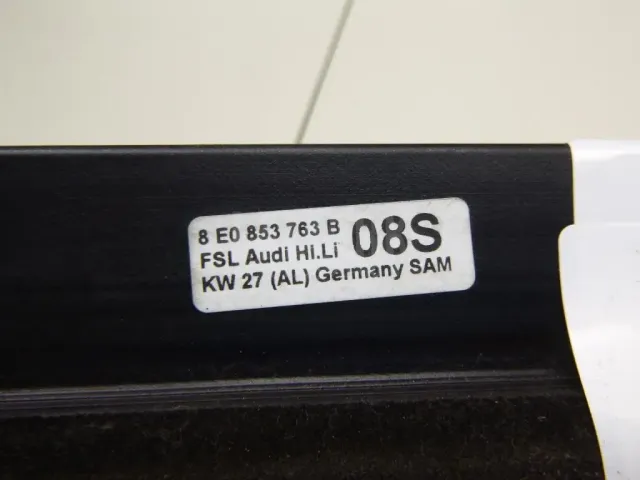 8 E0 853 763 B 08S
FSL Audi Hi.Li
KW 27 (AL) Germany SAM